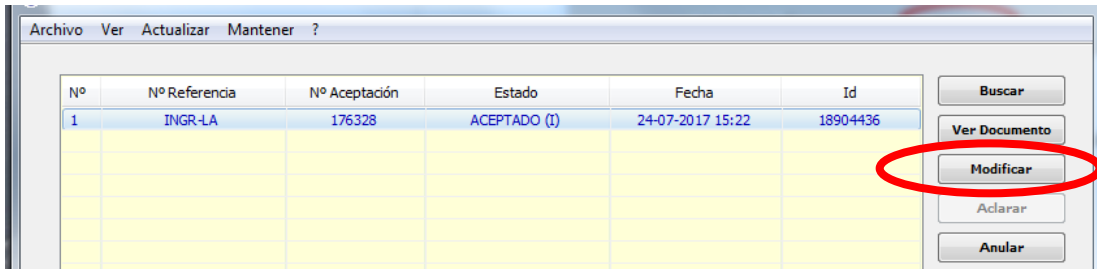 Archivo Ver Actualizar Mantener ?
Nº Nº Referencia Nº Aceptación Estado Fecha Id
1 INGR-LA 176328 ACEPTADO (I) 24-07-2017 15:22 18904436
Buscar
Ver Documento
Modificar
Aclarar
Anular